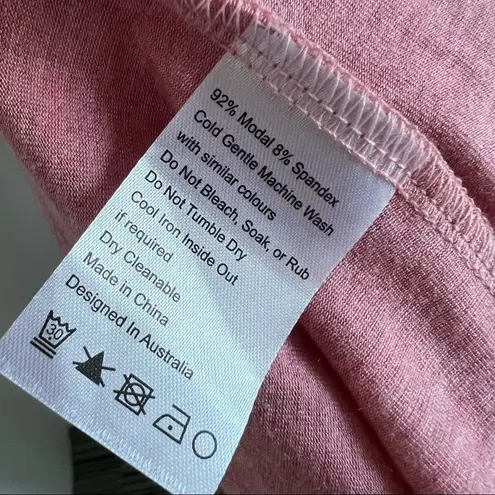 92% Modal 8% Spandex
Cold Gentle Machine Wash
with similar colours
Do Not Bleach, Soak, or Rub
Do Not Tumble Dry
Cool Iron Inside Out
if required
Dry Cleanable
Made in China
Designed In Australia
30